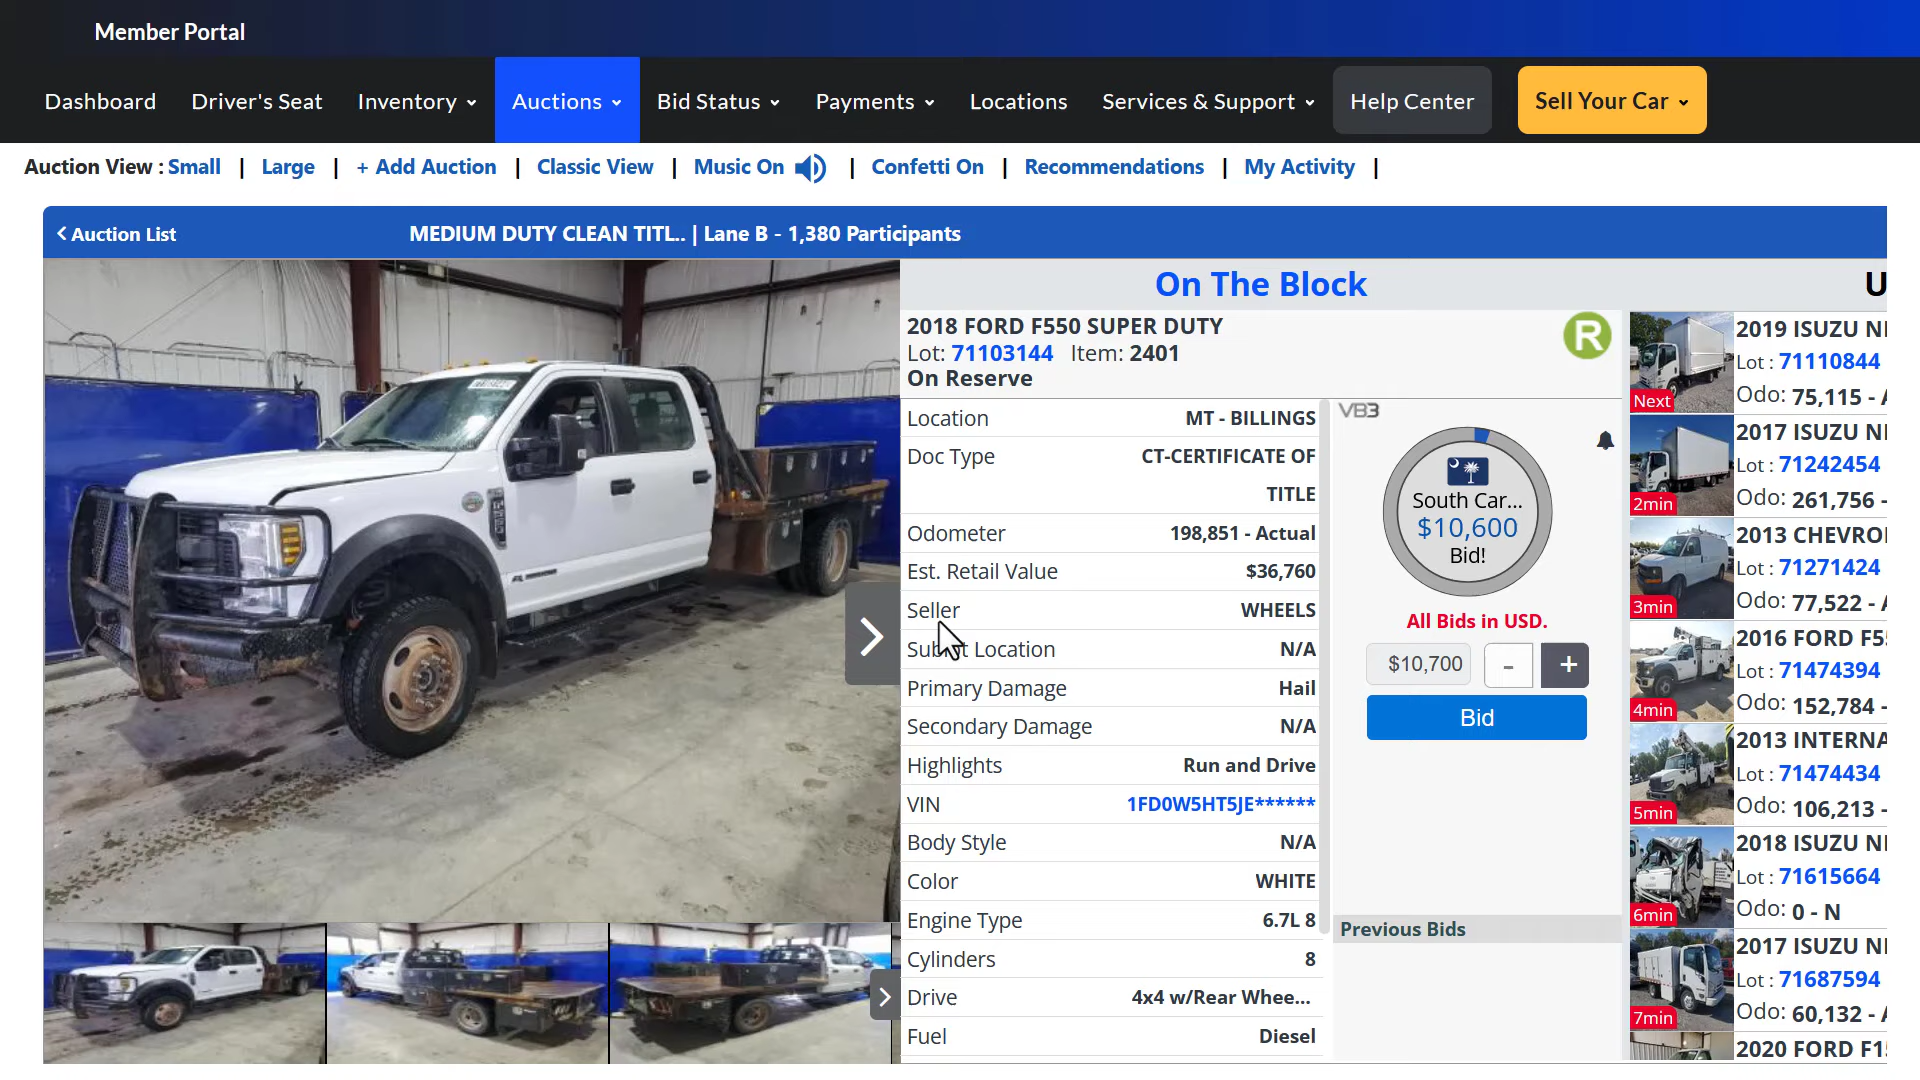 Member Portal
Dashboard
Driver's Seat
Inventory
Auctions
Bid Status
Payments
Locations
Services & Support
Help Center
Sell Your Car
Auction View : Small | Large | + Add Auction | Classic View | Music On | Confetti On | Recommendations | My Activity |
Auction List
MEDIUM DUTY CLEAN TITL.. | Lane B - 1,380 Participants
On The Block
2018 FORD F550 SUPER DUTY
Lot: 71103144 Item: 2401
On Reserve
R
Location MT - BILLINGS
Doc Type CT-CERTIFICATE OF
TITLE
Odometer 198,851 - Actual
Est. Retail Value $36,760
Seller WHEELS
Location N/A
Primary Damage Hail
Secondary Damage N/A
Highlights Run and Drive
VIN 1FD0W5HT5JE******
Body Style N/A
Color WHITE
Engine Type 6.7L 8
Cylinders 8
Drive 4x4 w/Rear Whee...
Fuel Diesel
VB3
South Car...
$10,600
Bid!
All Bids in USD.
$10,700
-
+
Bid
Previous Bids
U
2019 ISUZU N
Lot : 71110844
Odo: 75,115 -
Next
2017 ISUZU N
Lot : 71242454
Odo: 261,756 -
2min
2013 CHEVRO
Lot : 71271424
Odo: 77,522 -
3min
2016 FORD F5
Lot : 71474394
Odo: 152,784 -
4min
2013 INTERNA
Lot : 71474434
Odo: 106,213 -
5min
2018 ISUZU N
Lot : 71615664
Odo: 0 - N
6min
2017 ISUZU N
Lot : 71687594
Odo: 60,132 -
7min
2020 FORD F1